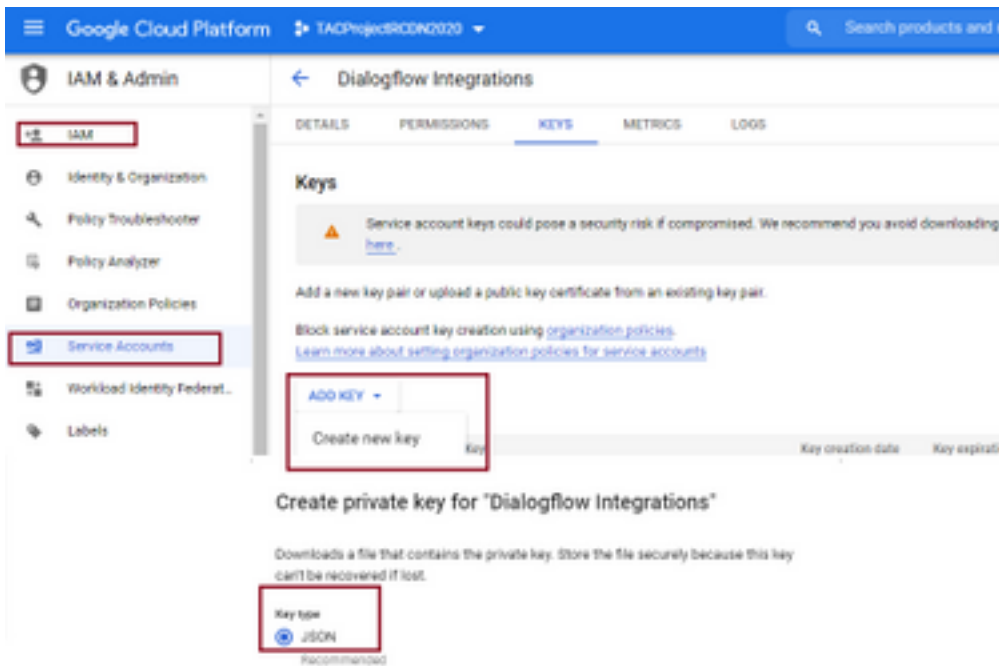 Google Cloud Platform TACProjectRCDN2020 Search products and
IAM & Admin
IAM
Identity & Organization
Policy Troubleshooter
Policy Analyzer
Organization Policies
Service Accounts
Workload Identity Federat...
Labels
Dialogflow Integrations
DETAILS PERMISSIONS KEYS METRICS LOGS
Keys
Service account keys could pose a security risk if compromised. We recommend you avoid downloading
here .
Add a new key pair or upload a public key certificate from an existing key pair.
Block service account key creation using organization policies.
Learn more about setting organization policies for service accounts
ADD KEY
Create new key
Key Key creation date Key expirati
Create private key for "Dialogflow Integrations"
Downloads a file that contains the private key. Store the file securely because this key
can't be recovered if lost.
Key type
JSON
Recommended